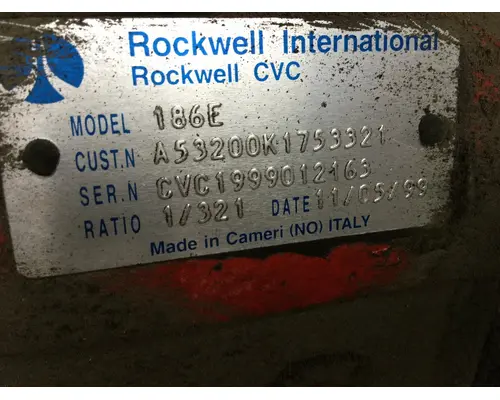 Rockwell International
Rockwell CVC
MODEL 186E
CUST.N A53200K1753321
SER.N CVC1999012163
RATIO 1/321 DATE 11/05/99
Made in Cameri (NO) ITALY